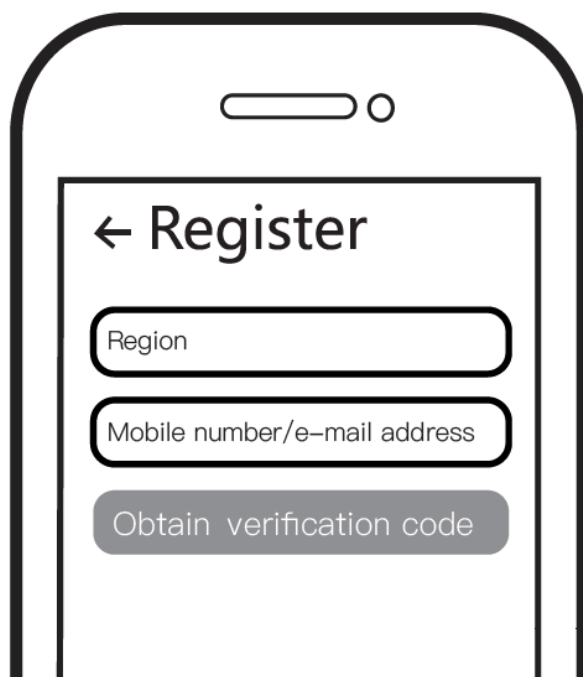 ← Register
Region
Mobile number/e-mail address
Obtain verification code